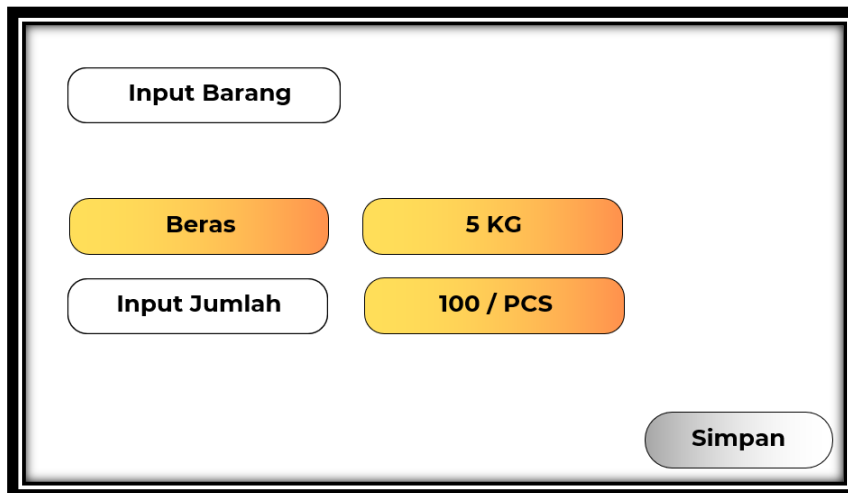 Input Barang
Beras
5 KG
Input Jumlah
100 / PCS
Simpan